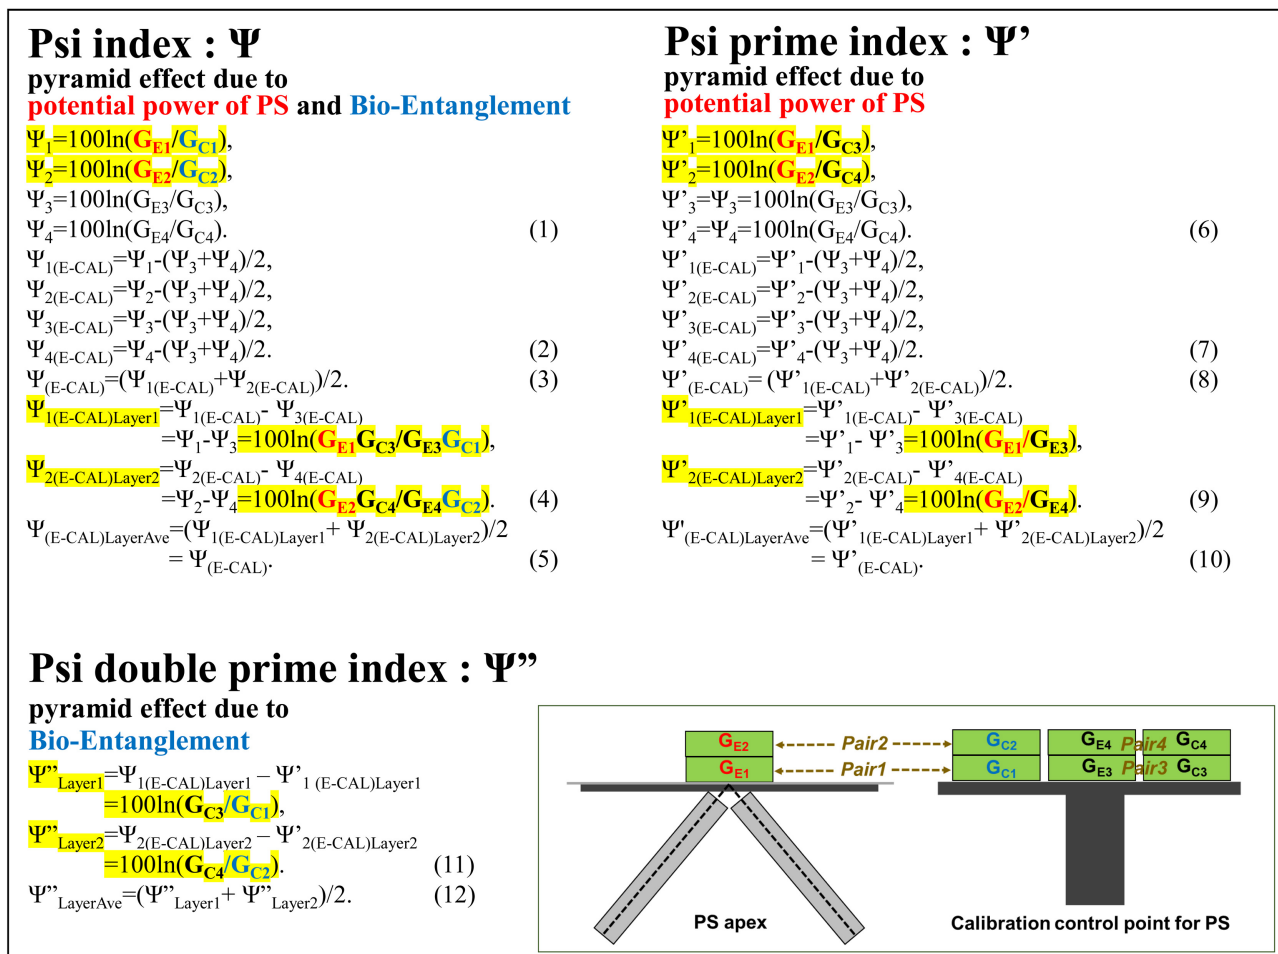 Psi index : Ψ
pyramid effect due to
potential power of PS and Bio-Entanglement
Ψ1=100ln(GE1/GC1),
Ψ2=100ln(GE2/GC2),
Ψ3=100ln(GE3/GC3),
Ψ4=100ln(GE4/GC4). (1)
Ψ1(E-CAL)=Ψ1-(Ψ3+Ψ4)/2,
Ψ2(E-CAL)=Ψ2-(Ψ3+Ψ4)/2,
Ψ3(E-CAL)=Ψ3-(Ψ3+Ψ4)/2,
Ψ4(E-CAL)=Ψ4-(Ψ3+Ψ4)/2. (2)
Ψ(E-CAL)=(Ψ1(E-CAL)+Ψ2(E-CAL))/2. (3)
Ψ1(E-CAL)Layer1=Ψ1(E-CAL)- Ψ3(E-CAL)
=Ψ1-Ψ3=100ln(GE1GC3/GE3GC1),
Ψ2(E-CAL)Layer2=Ψ2(E-CAL)- Ψ4(E-CAL)
=Ψ2-Ψ4=100ln(GE2GC4/GE4GC2). (4)
Ψ(E-CAL)LayerAve=(Ψ1(E-CAL)Layer1+ Ψ2(E-CAL)Layer2)/2
= Ψ(E-CAL). (5)
Psi prime index : Ψ’
pyramid effect due to
potential power of PS
Ψ’1=100ln(GE1/GC3),
Ψ’2=100ln(GE2/GC4),
Ψ’3=Ψ3=100ln(GE3/GC3),
Ψ’4=Ψ4=100ln(GE4/GC4). (6)
Ψ’1(E-CAL)=Ψ’1-(Ψ3+Ψ4)/2,
Ψ’2(E-CAL)=Ψ’2-(Ψ3+Ψ4)/2,
Ψ’3(E-CAL)=Ψ’3-(Ψ3+Ψ4)/2,
Ψ’4(E-CAL)=Ψ’4-(Ψ3+Ψ4)/2. (7)
Ψ’(E-CAL)= (Ψ’1(E-CAL)+Ψ’2(E-CAL))/2. (8)
Ψ’1(E-CAL)Layer1=Ψ’1(E-CAL)- Ψ’3(E-CAL)
=Ψ’1- Ψ’3=100ln(GE1/GE3),
Ψ’2(E-CAL)Layer2=Ψ’2(E-CAL)- Ψ’4(E-CAL)
=Ψ’2- Ψ’4=100ln(GE2/GE4). (9)
Ψ'(E-CAL)LayerAve=(Ψ’1(E-CAL)Layer1+ Ψ’2(E-CAL)Layer2)/2
= Ψ’(E-CAL). (10)
Psi double prime index : Ψ”
pyramid effect due to
Bio-Entanglement
Ψ”Layer1=Ψ1(E-CAL)Layer1 – Ψ’1 (E-CAL)Layer1
=100ln(GC3/GC1),
Ψ”Layer2=Ψ2(E-CAL)Layer2 – Ψ’2(E-CAL)Layer2
=100ln(GC4/GC2). (11)
Ψ”LayerAve=(Ψ”Layer1+ Ψ”Layer2)/2. (12)
GE2 Pair2 GC2 GE4 Pair4 GC4
GE1 Pair1 GC1 GE3 Pair3 GC3
PS apex
Calibration control point for PS